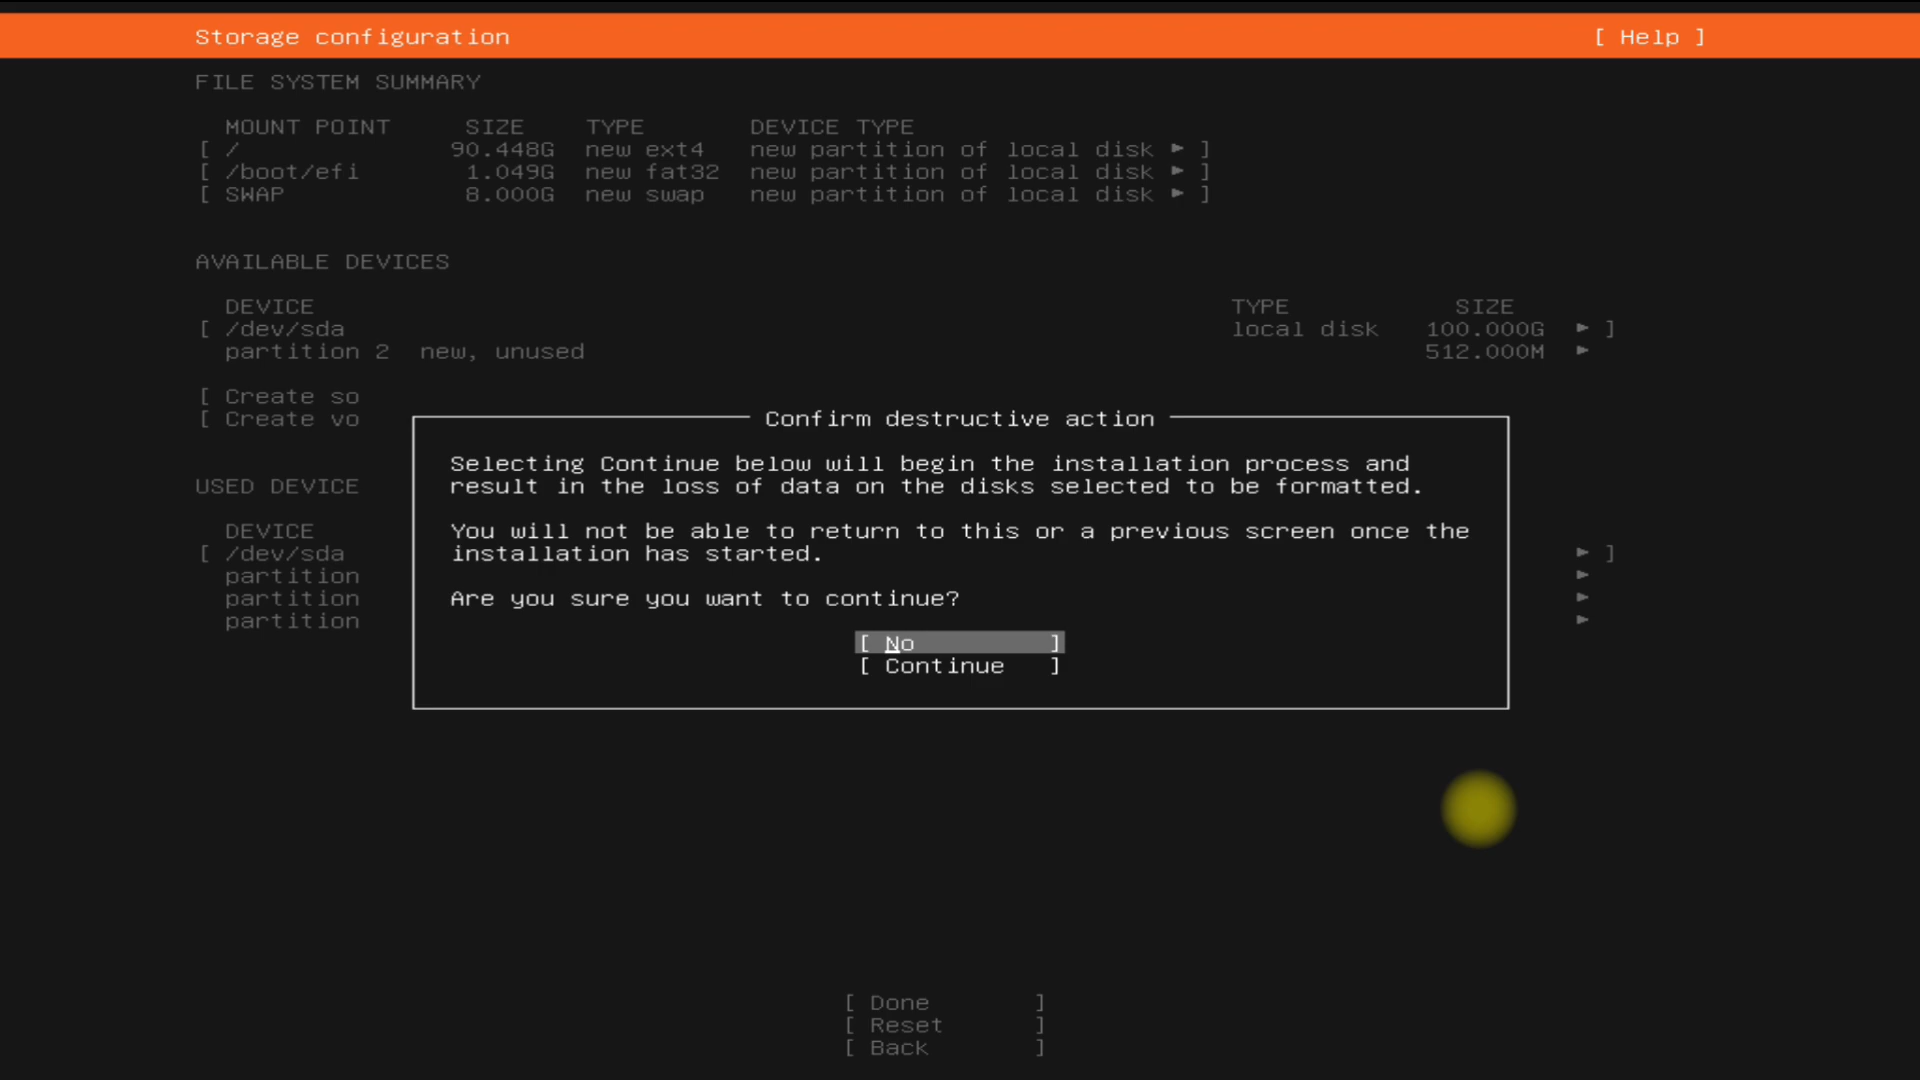 Storage configuration [ Help ]
FILE SYSTEM SUMMARY
MOUNT POINT SIZE TYPE DEVICE TYPE
[ / 90.448G new ext4 new partition of local disk ► ]
[ /boot/efi 1.049G new fat32 new partition of local disk ► ]
[ SWAP 8.000G new swap new partition of local disk ► ]
AVAILABLE DEVICES
DEVICE TYPE SIZE
[ /dev/sda local disk 100.000G ► ]
partition 2 new, unused 512.000M ►
[ Create so
[ Create vo
Confirm destructive action
Selecting Continue below will begin the installation process and
result in the loss of data on the disks selected to be formatted.
You will not be able to return to this or a previous screen once the
installation has started.
Are you sure you want to continue?
[ No ]
[ Continue ]
USED DEVICE
DEVICE
[ /dev/sda ► ]
partition ►
partition ►
partition ►
[ Done ]
[ Reset ]
[ Back ]